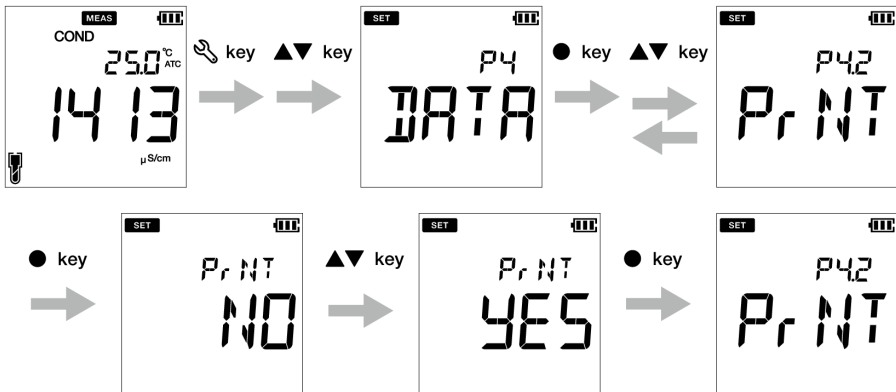 MEAS
COND
25.0 °C
ATC
1413
µS/cm
key ▲▼ key
SET
P4
DATA
● key ▲▼ key
SET
P4.2
PrNT
● key
SET
PrNT
NO
▲▼ key
SET
PrNT
YES
● key
SET
P4.2
PrNT